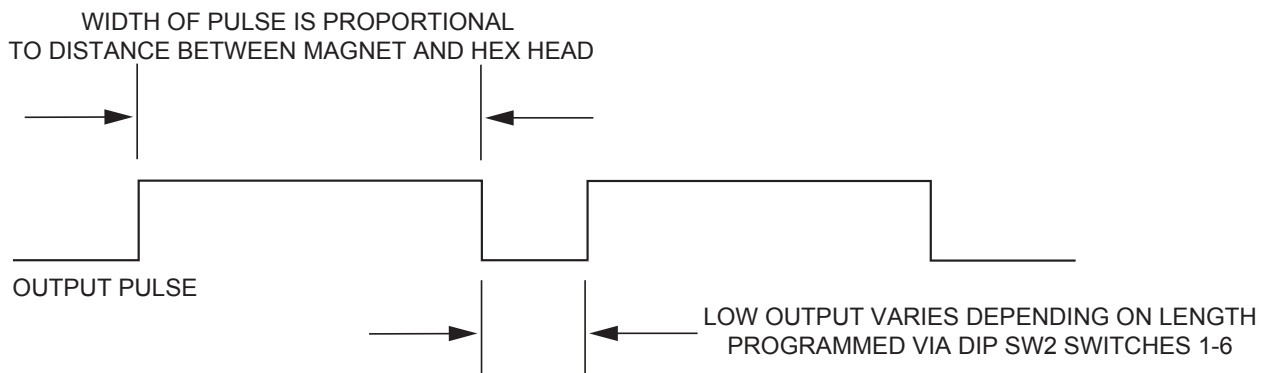 WIDTH OF PULSE IS PROPORTIONAL
TO DISTANCE BETWEEN MAGNET AND HEX HEAD
OUTPUT PULSE
LOW OUTPUT VARIES DEPENDING ON LENGTH
PROGRAMMED VIA DIP SW2 SWITCHES 1-6